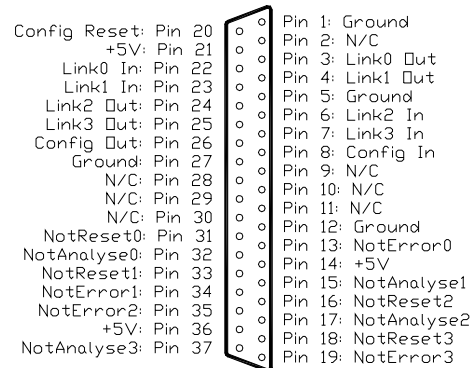 Config Reset: Pin 20
+5V: Pin 21
Link0 In: Pin 22
Link1 In: Pin 23
Link2 Out: Pin 24
Link3 Out: Pin 25
Config Out: Pin 26
Ground: Pin 27
N/C: Pin 28
N/C: Pin 29
N/C: Pin 30
NotReset0: Pin 31
NotAnalyse0: Pin 32
NotReset1: Pin 33
NotError1: Pin 34
NotError2: Pin 35
+5V: Pin 36
NotAnalyse3: Pin 37
Pin 1: Ground
Pin 2: N/C
Pin 3: Link0 Out
Pin 4: Link1 Out
Pin 5: Ground
Pin 6: Link2 In
Pin 7: Link3 In
Pin 8: Config In
Pin 9: N/C
Pin 10: N/C
Pin 11: N/C
Pin 12: Ground
Pin 13: NotError0
Pin 14: +5V
Pin 15: NotAnalyse1
Pin 16: NotReset2
Pin 17: NotAnalyse2
Pin 18: NotReset3
Pin 19: NotError3